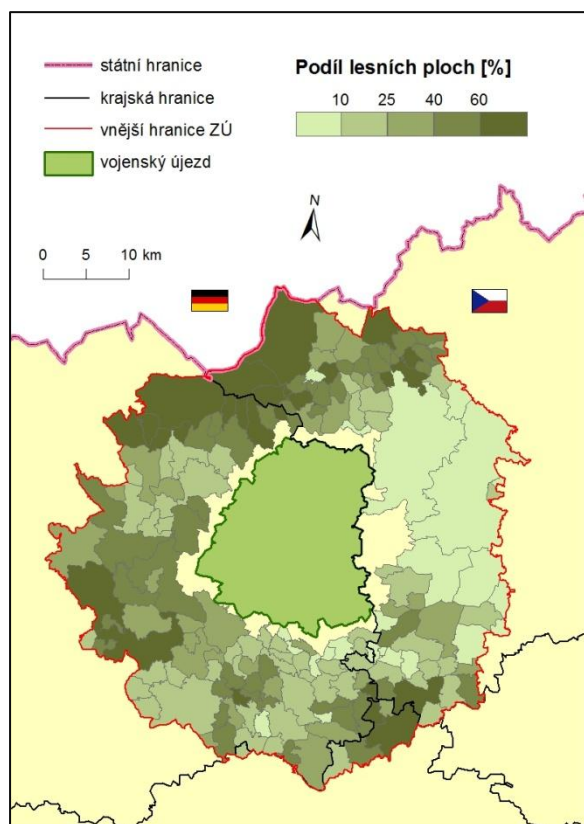 státní hranice
krajská hranice
vnější hranice ZÚ
vojenský újezd
Podíl lesních ploch [%]
10 25 40 60
N
0 5 10 km